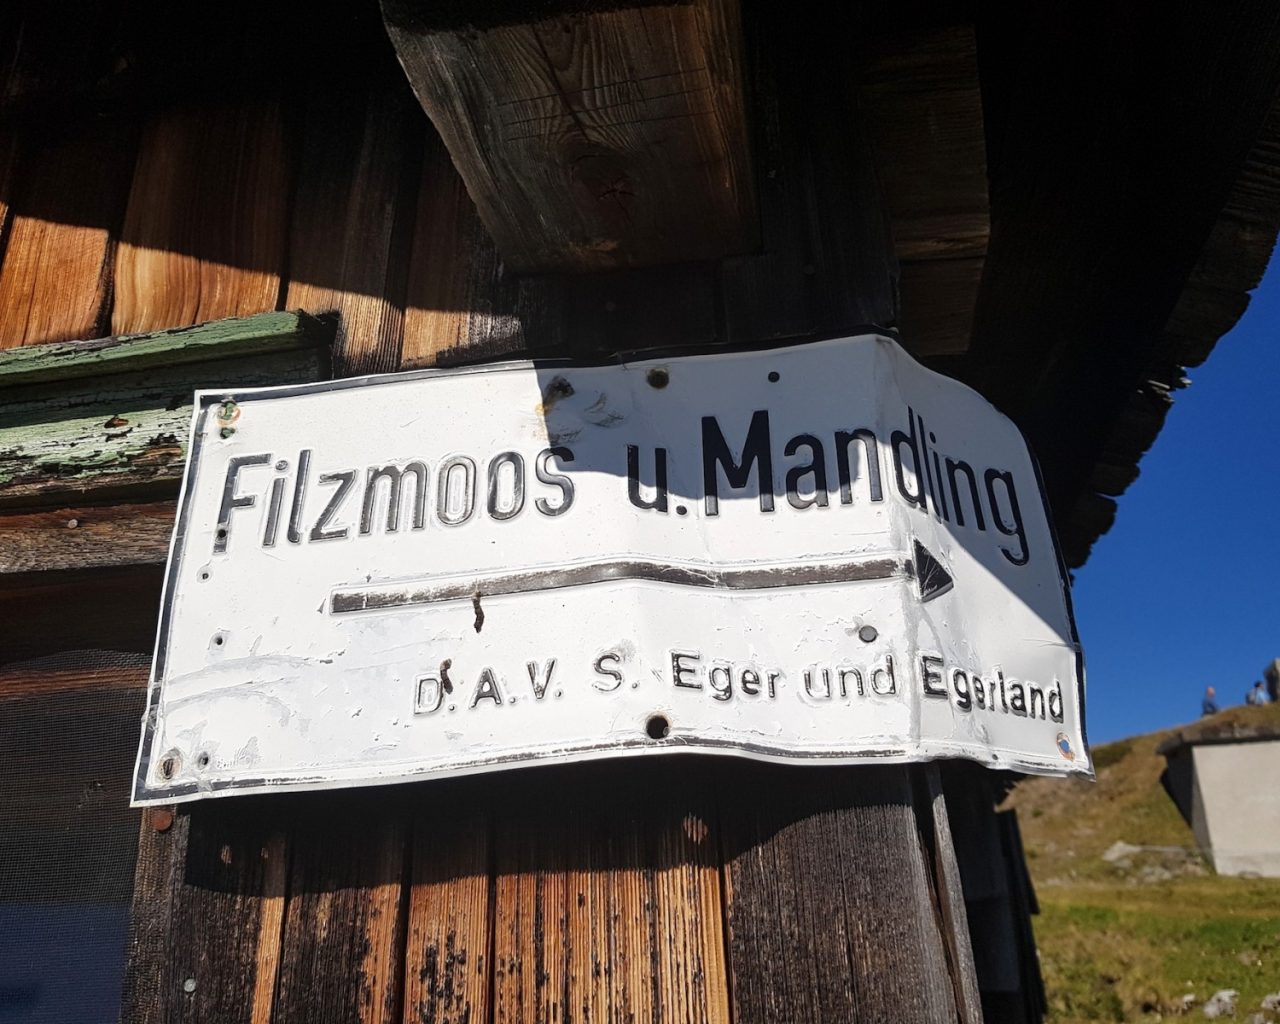 Filzmoos u. Mandling
D.A.V. S. Eger und Egerland